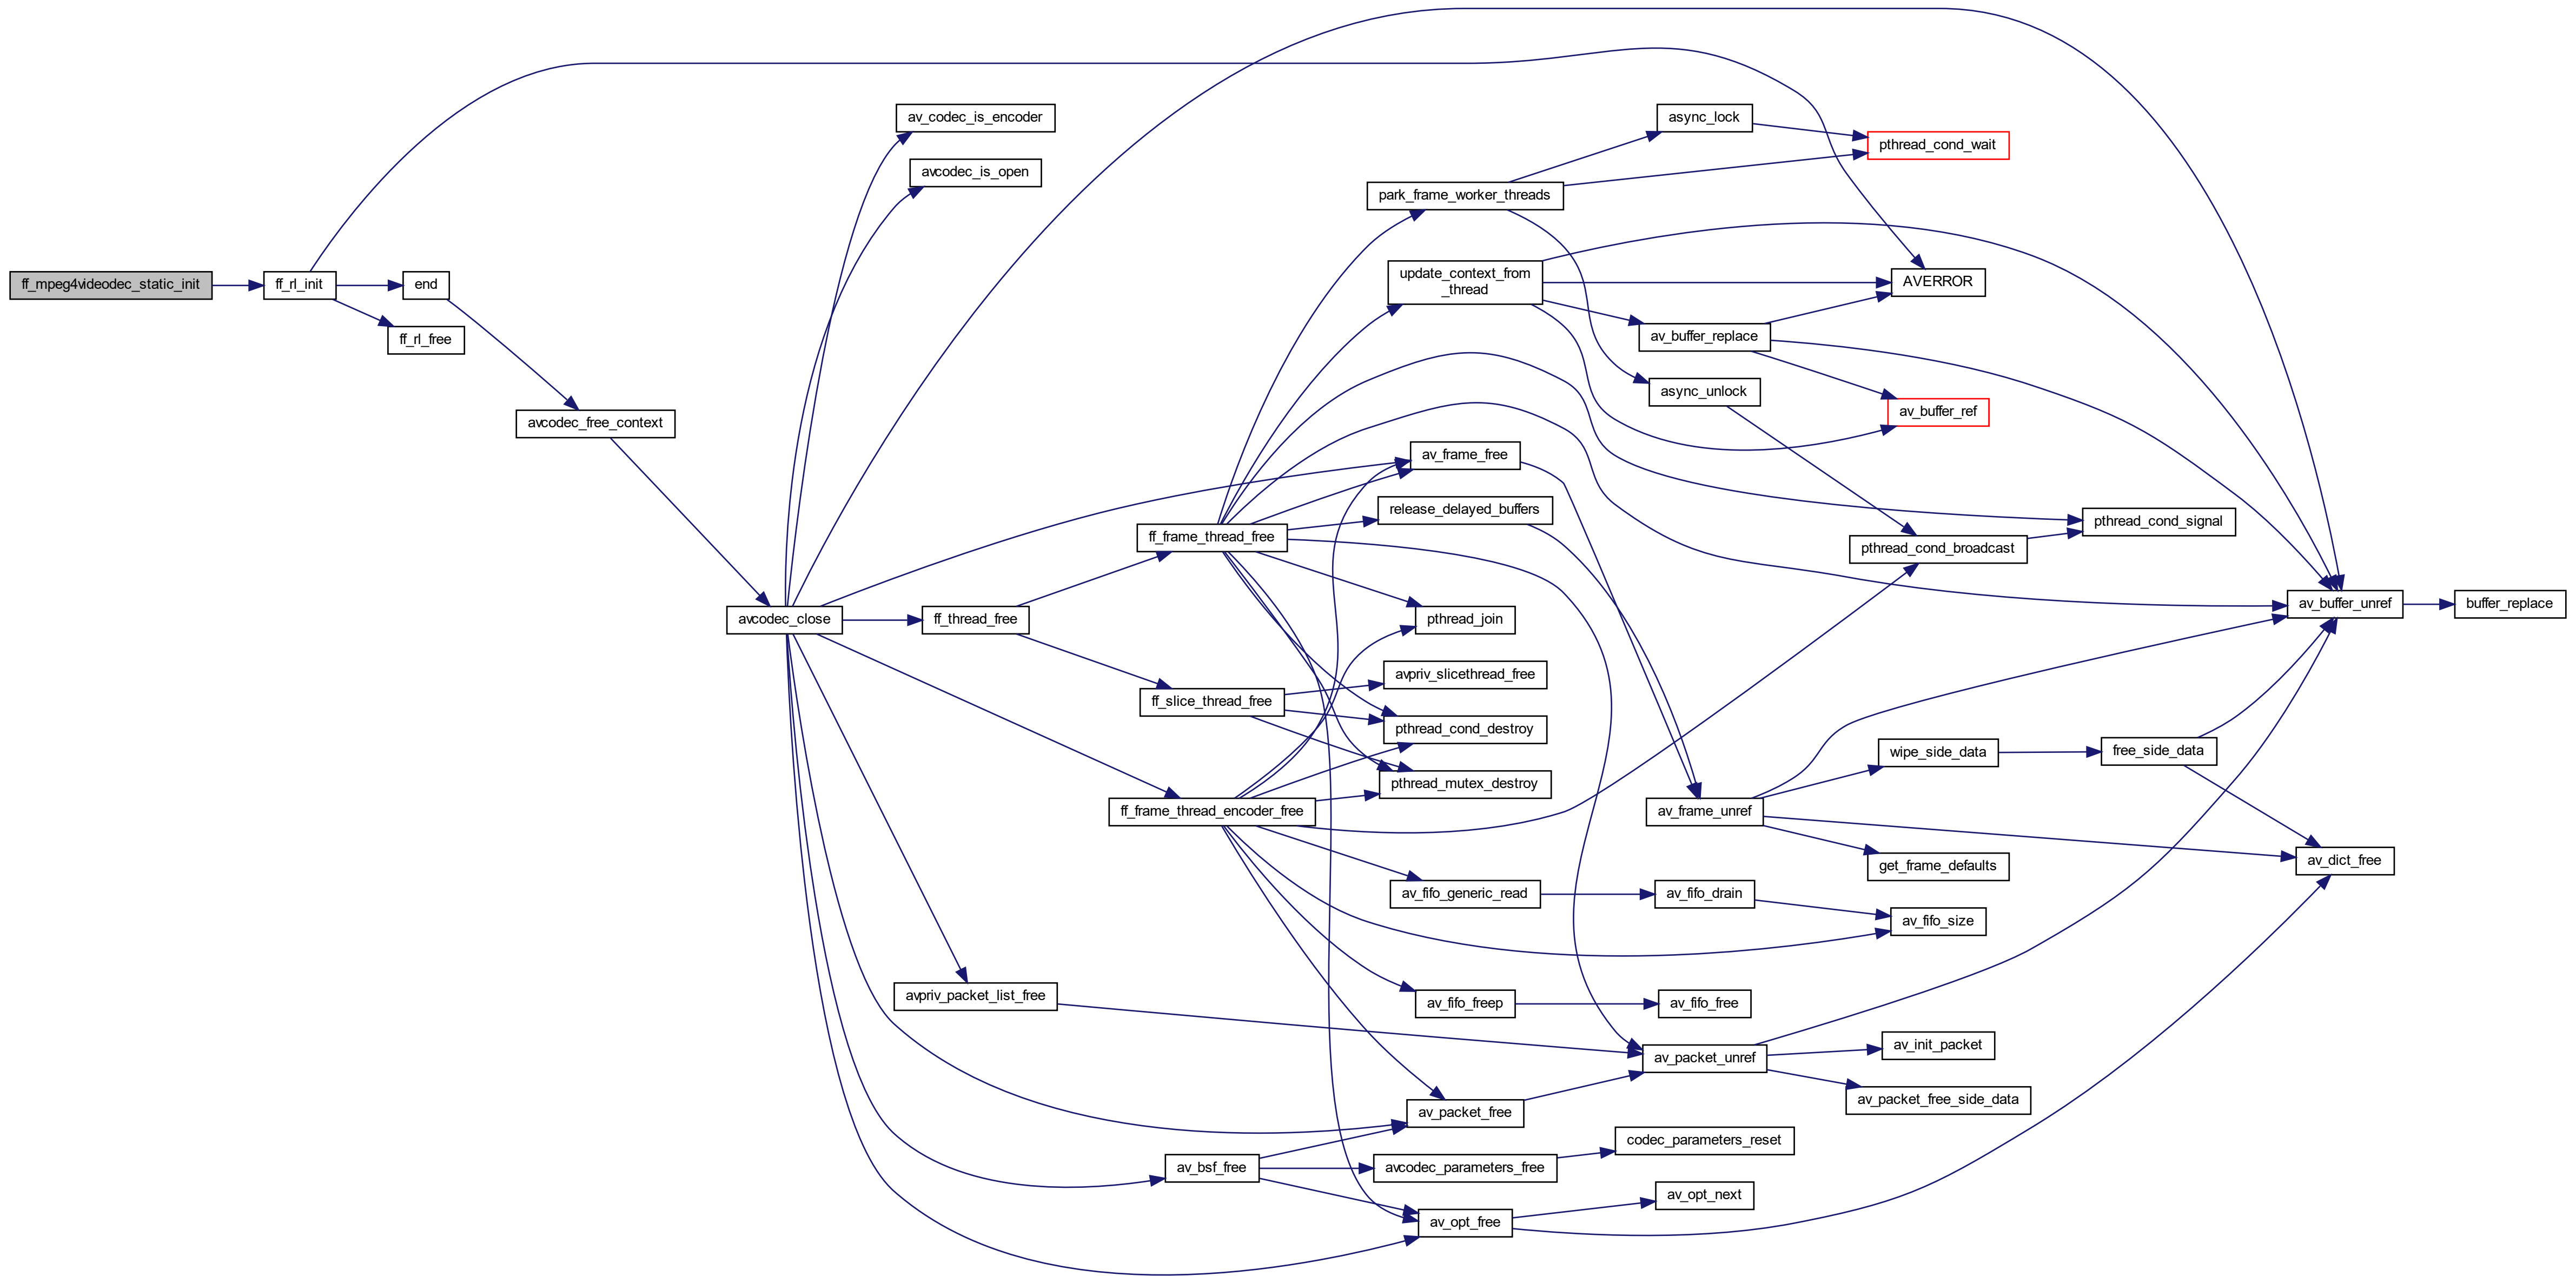 ff_mpeg4videodec_static_init
ff_rl_init
end
ff_rl_free
avcodec_free_context
avcodec_close
av_codec_is_encoder
avcodec_is_open
ff_thread_free
avpriv_packet_list_free
ff_frame_thread_free
ff_slice_thread_free
ff_frame_thread_encoder_free
av_bsf_free
park_frame_worker_threads
update_context_from
_thread
av_frame_free
release_delayed_buffers
pthread_join
avpriv_slicethread_free
pthread_cond_destroy
pthread_mutex_destroy
av_fifo_generic_read
av_fifo_freep
av_packet_free
avcodec_parameters_free
av_opt_free
async_lock
av_buffer_replace
async_unlock
av_frame_unref
av_fifo_drain
av_fifo_free
av_packet_unref
codec_parameters_reset
av_opt_next
pthread_cond_wait
AVERROR
av_buffer_ref
pthread_cond_broadcast
wipe_side_data
get_frame_defaults
av_fifo_size
av_init_packet
av_packet_free_side_data
pthread_cond_signal
free_side_data
av_buffer_unref
av_dict_free
buffer_replace